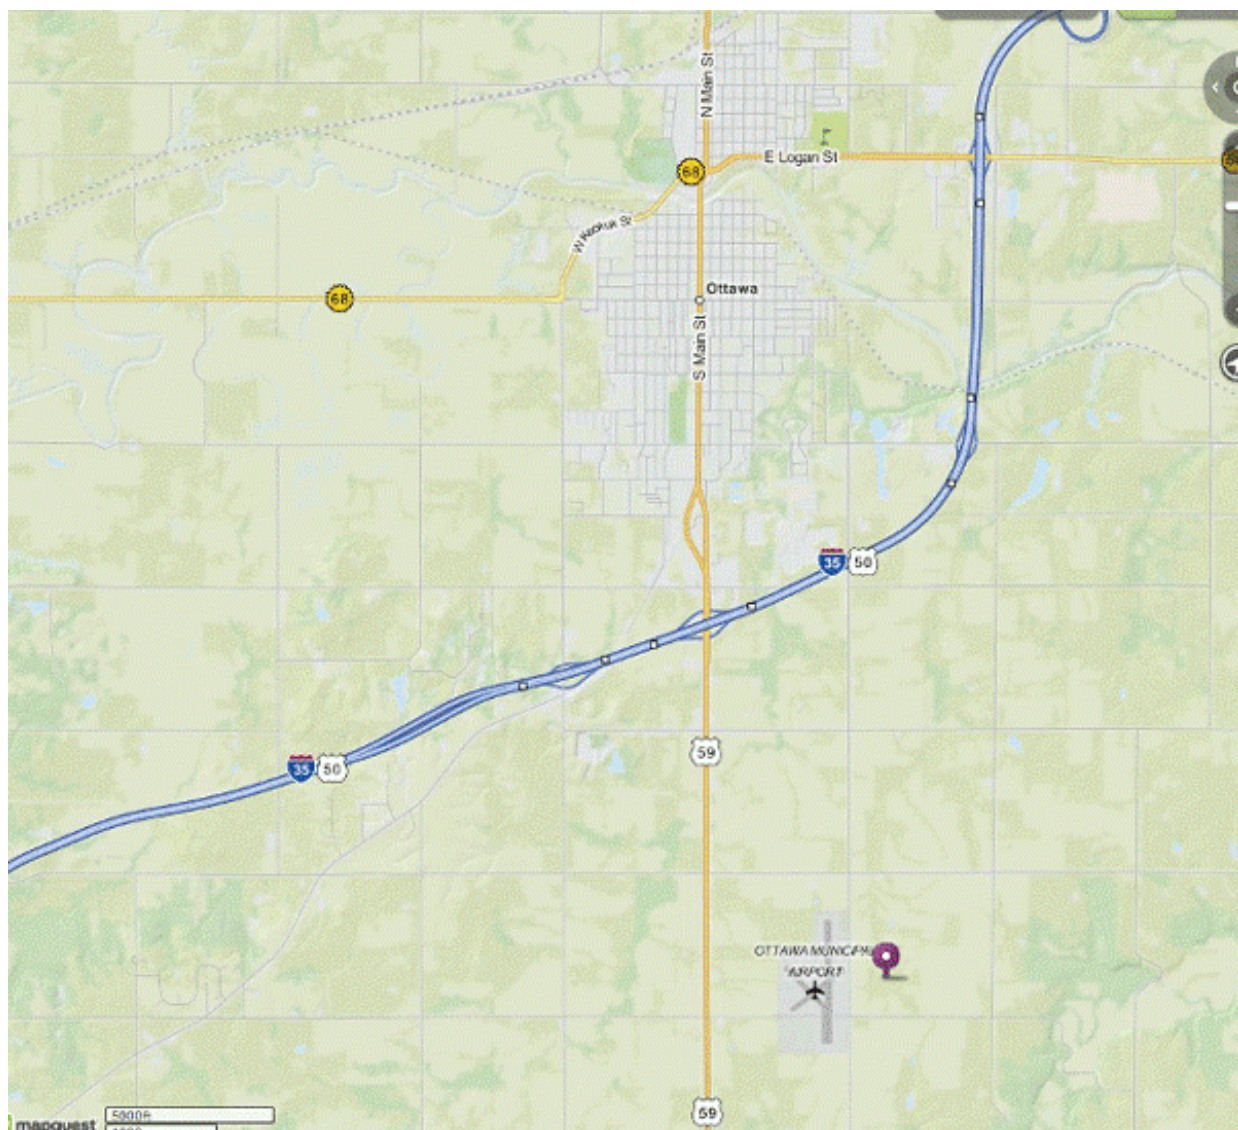 N Main St
E Logan St
68
W Keokuk St
68
Ottawa
S Main St
35 50
59
35 50
OTTAWA MUNICIPAL
AIRPORT
59
5000ft
mapquest